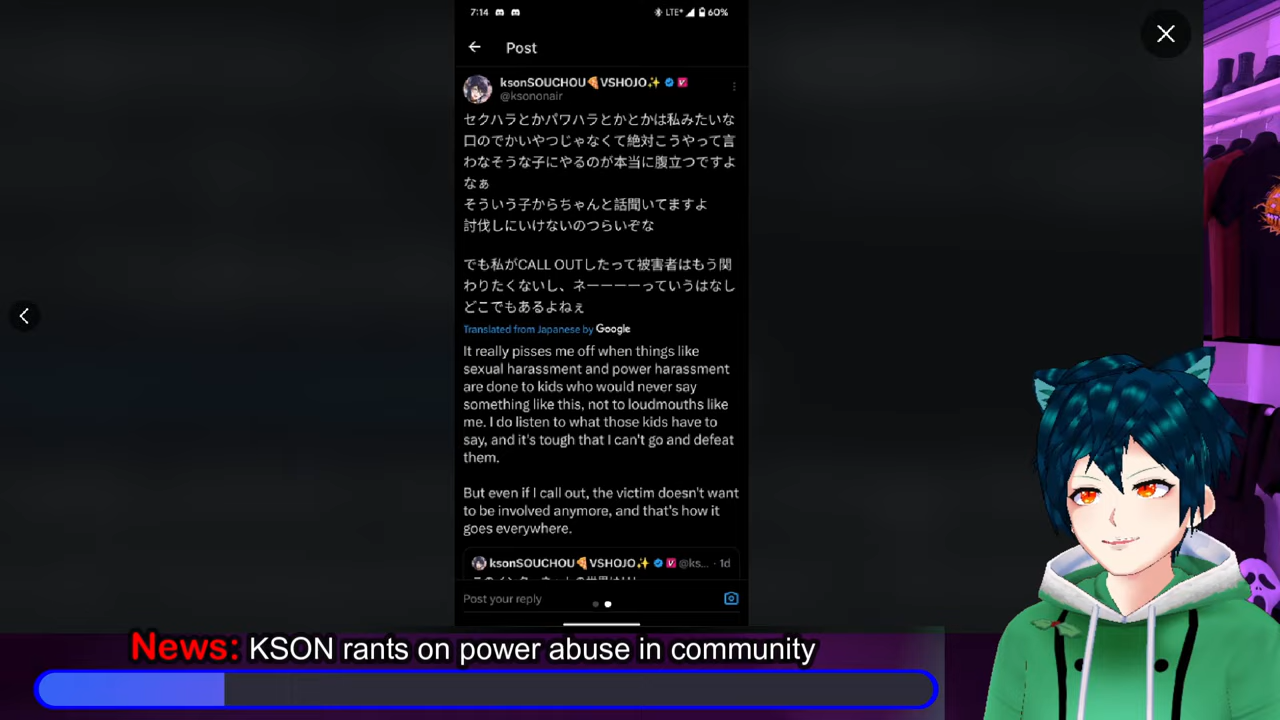 7:14
LTE+
60%
Post
ksonSOUCHOU🍕VSHOJO✨
@ksononair
セクハラとかパワハラとかとかは私みたいな
口のでかいやつじゃなくて絶対こうやって言
わなそうな子にやるのが本当に腹立つですよ
なぁ
そういう子からちゃんと話聞いてますよ
討伐しにいけないのつらいぞな
でも私がCALL OUTしたって被害者はもう関
わりたくないし、ネーーーーっていうはなし
どこでもあるよねぇ
Translated from Japanese by Google
It really pisses me off when things like
sexual harassment and power harassment
are done to kids who would never say
something like this, not to loudmouths like
me. I do listen to what those kids have to
say, and it's tough that I can't go and defeat
them.
But even if I call out, the victim doesn't want
to be involved anymore, and that's how it
goes everywhere.
ksonSOUCHOU🍕VSHOJO✨ @ks... · 1d
Post your reply
News: KSON rants on power abuse in community